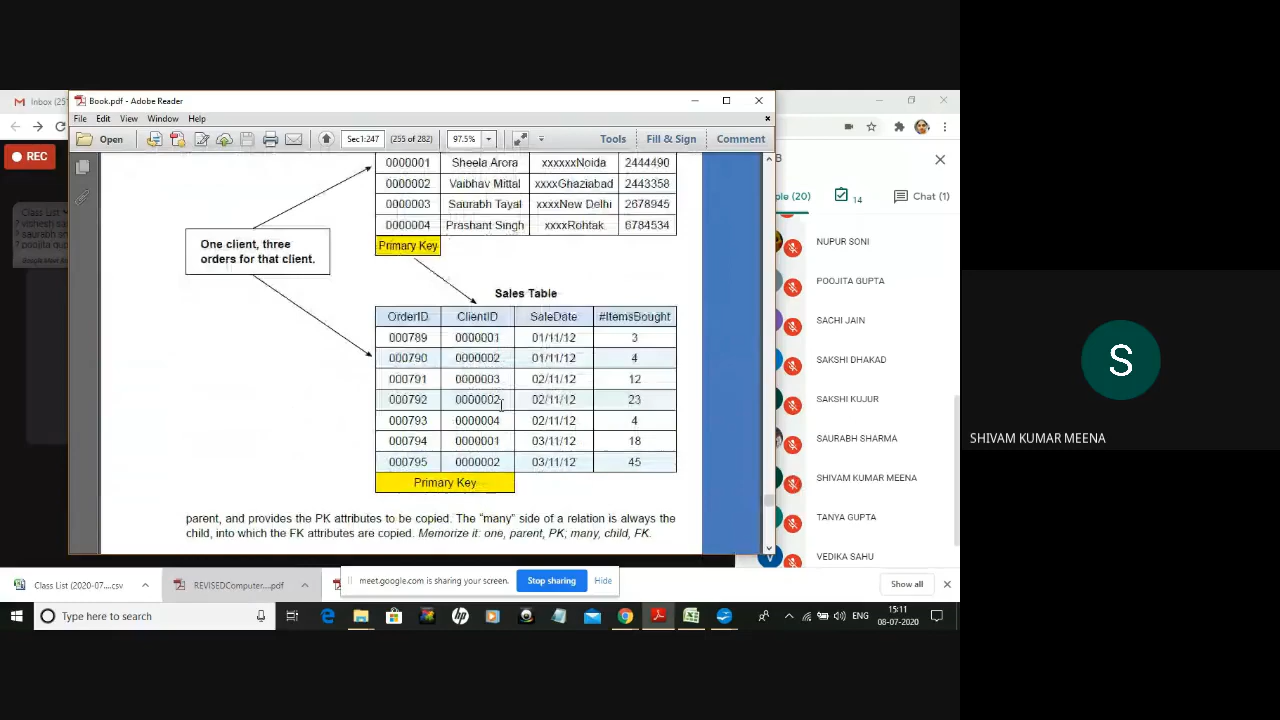 Inbox (25
Book.pdf - Adobe Reader
File Edit View Window Help
Open Sec1:247 (255 of 282) 97.5% Tools Fill & Sign Comment
REC
B
ple (20) 14 Chat (1)
Class List
? vishesh sa
? saurabh
? poojita gup
0000001 Sheela Arora xxxxxxNoida 2444490
0000002 Vaibhav Mittal xxxxGhaziabad 2443358
0000003 Saurabh Tayal xxxxNew Delhi 2678945
0000004 Prashant Singh xxxxRohtak 6784534
Primary Key
One client, three
orders for that client.
Sales Table
OrderID ClientID SaleDate #ItemsBought
000789 0000001 01/11/12 3
000790 0000002 01/11/12 4
000791 0000003 02/11/12 12
000792 0000002 02/11/12 23
000793 0000004 02/11/12 4
000794 0000001 03/11/12 18
000795 0000002 03/11/12 45
Primary Key
parent, and provides the PK attributes to be copied. The "many" side of a relation is always the
child, into which the FK attributes are copied. Memorize it: one, parent, PK; many, child, FK.
NUPUR SONI
POOJITA GUPTA
SACHI JAIN
SAKSHI DHAKAD
SAKSHI KUJUR
SAURABH SHARMA
SHIVAM KUMAR MEENA
TANYA GUPTA
V VEDIKA SAHU
S
SHIVAM KUMAR MEENA
Class List (2020-07....csv REVISEDComputer....pdf meet.google.com is sharing your screen. Stop sharing Hide Show all
Type here to search ENG 15:11
08-07-2020